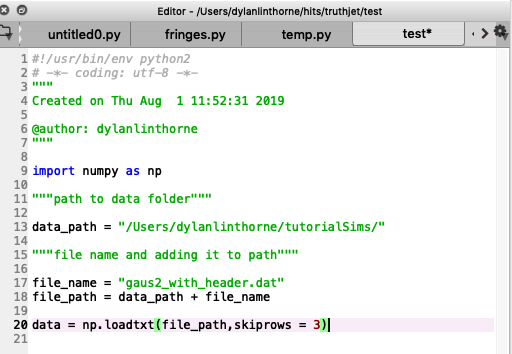 Editor - /Users/dylanlinthorne/hits/truthjet/test
untitled0.py fringes.py temp.py test*
1 #!/usr/bin/env python2
2 # -*- coding: utf-8 -*-
3 """
4 Created on Thu Aug  1 11:52:31 2019
5
6 @author: dylanlinthorne
7 """
8
9 import numpy as np
10
11 """path to data folder"""
12
13 data_path = "/Users/dylanlinthorne/tutorialSims/"
14
15 """file name and adding it to path"""
16
17 file_name = "gaus2_with_header.dat"
18 file_path = data_path + file_name
19
20 data = np.loadtxt(file_path,skiprows = 3)
21